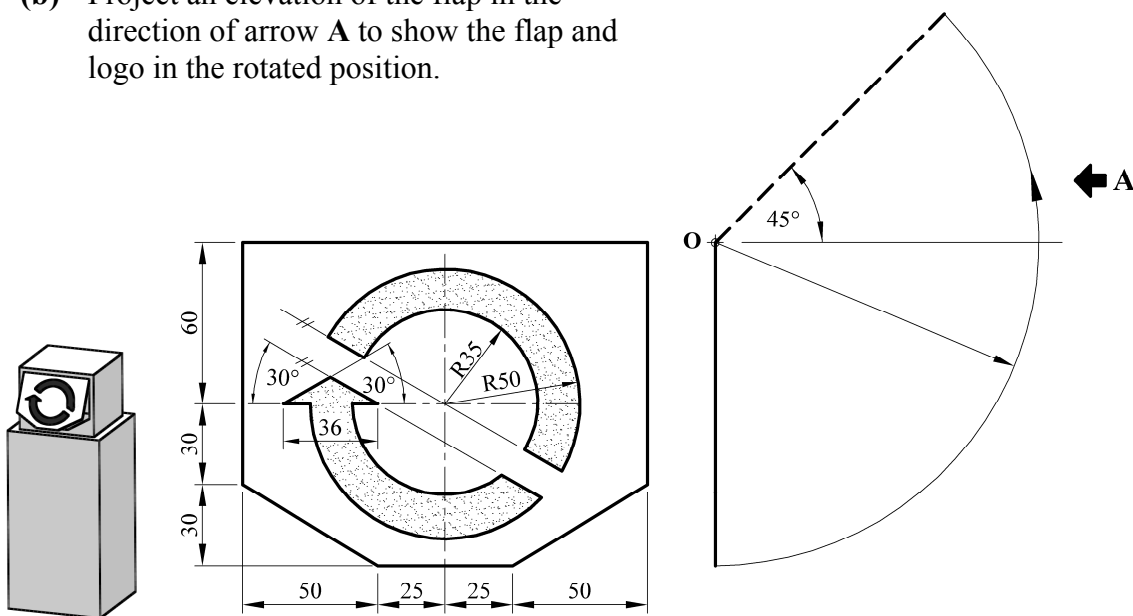 (b) Project an elevation of the flap in the
direction of arrow A to show the flap and
logo in the rotated position.
A
45°
O
60
30°
30°
R35
R50
36
30
30
50
25
25
50